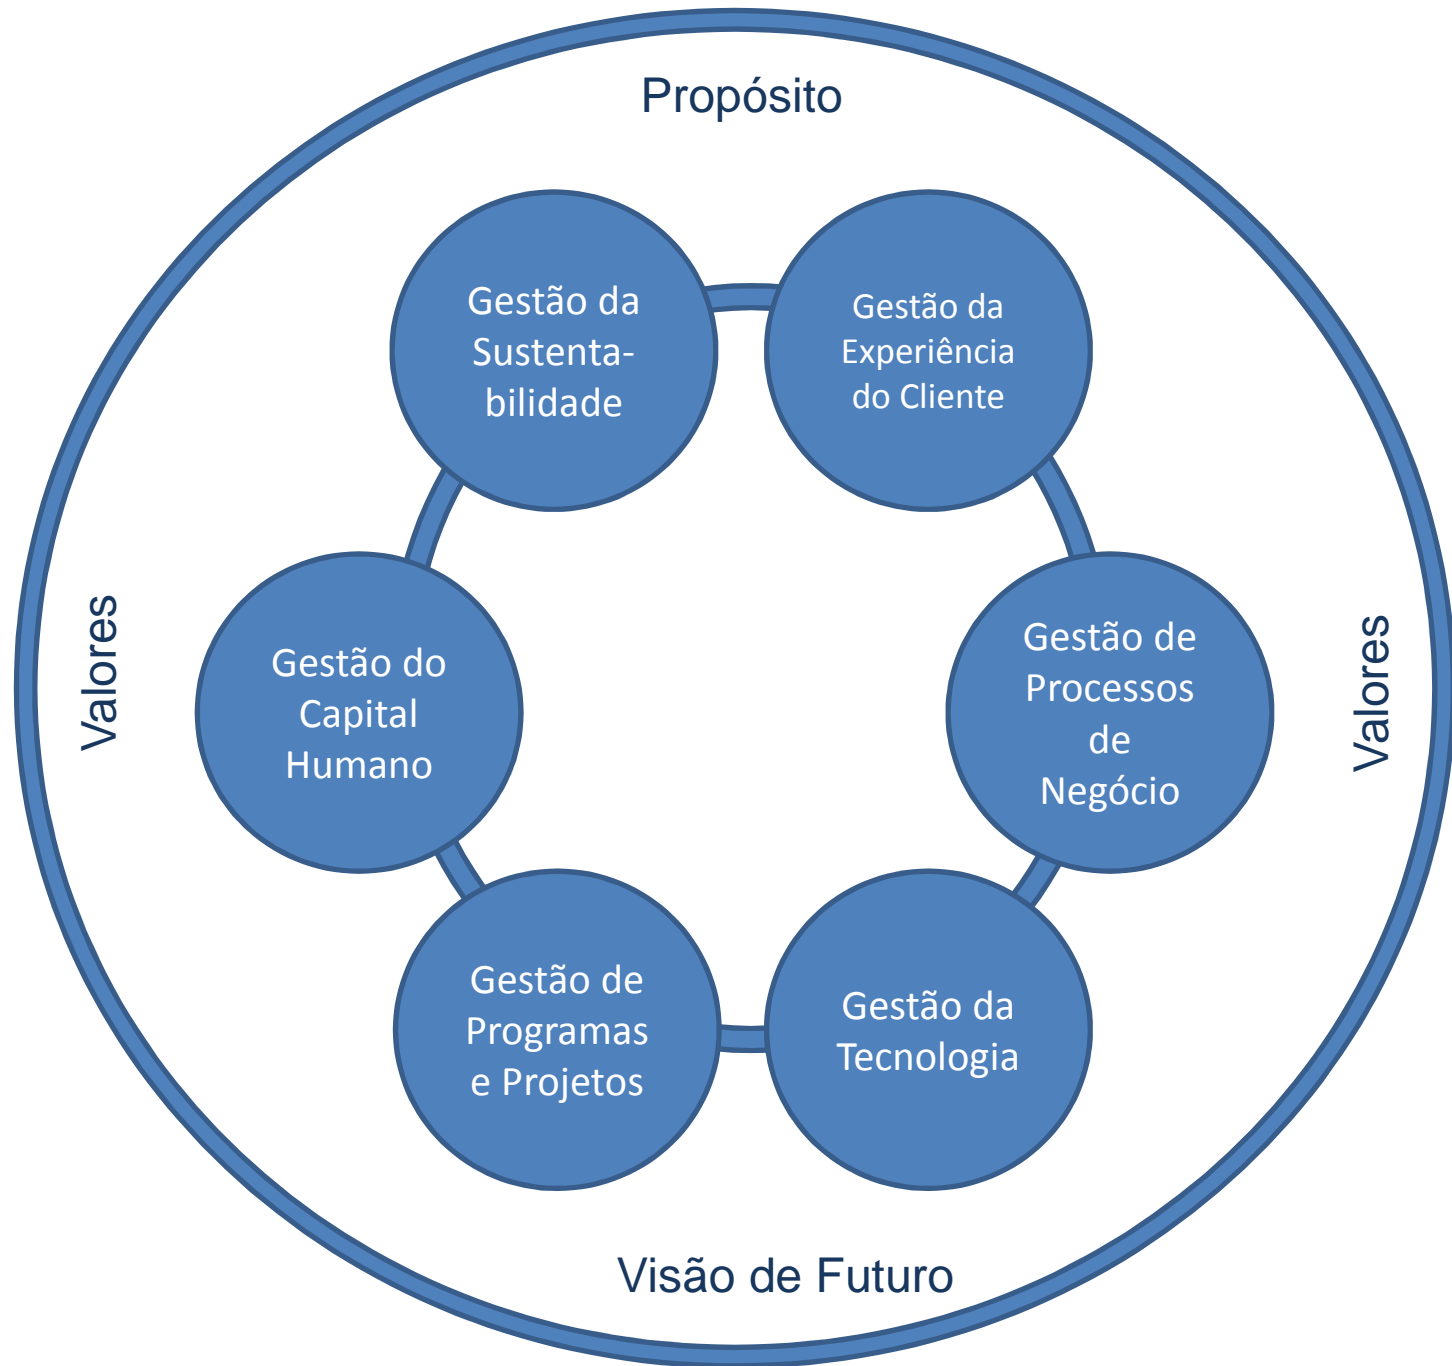 Propósito
Gestão da
Sustenta-
bilidade
Gestão da
Experiência
do Cliente
Valores
Gestão do
Capital
Humano
Gestão de
Processos
de
Negócio
Valores
Gestão de
Programas
e Projetos
Gestão da
Tecnologia
Visão de Futuro